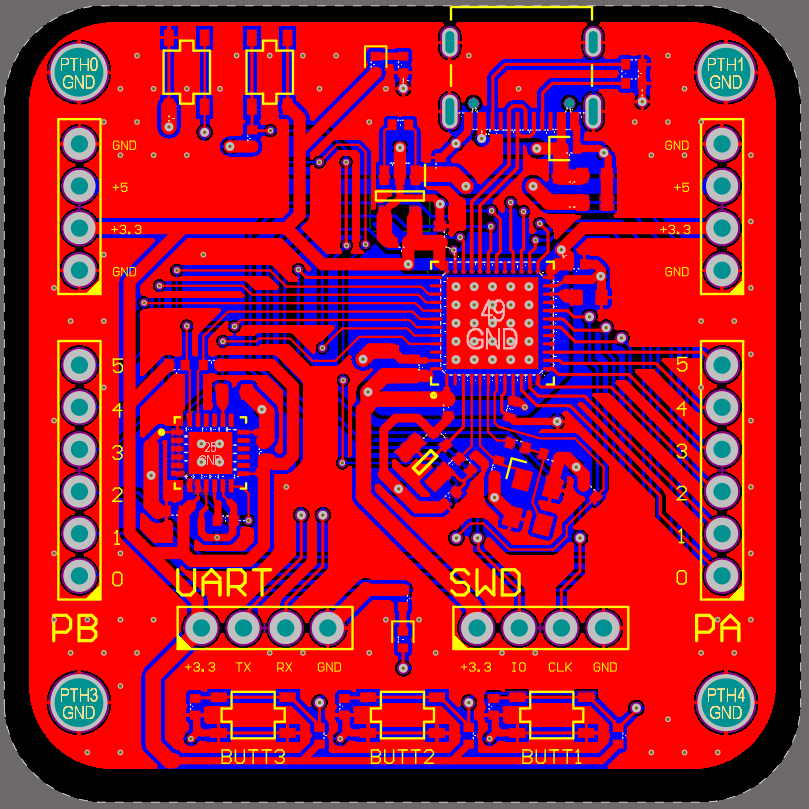 PTH0
GND
PTH1
GND
GND
+5
+3.3
GND
GND
+5
+3.3
GND
49
GND
5
4
3
2
1
0
5
4
3
2
1
0
25
GND
UART
SWD
PB
PA
+3.3 TX RX GND
+3.3 IO CLK GND
PTH3
GND
PTH4
GND
BUTT3 BUTT2 BUTT1